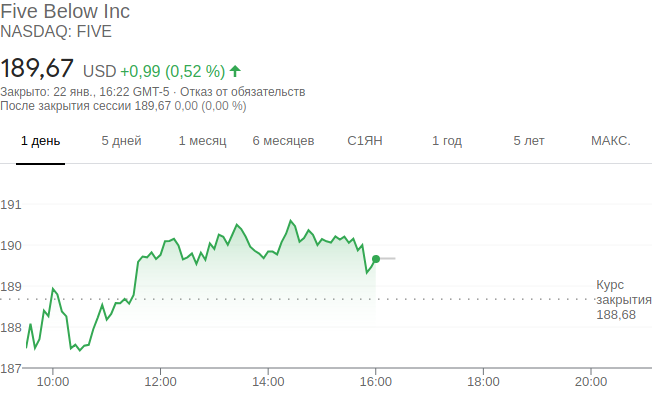 Five Below Inc
NASDAQ: FIVE
189,67 USD +0,99 (0,52 %)
Закрыто: 22 янв., 16:22 GMT-5 · Отказ от обязательств
После закрытия сессии 189,67 0,00 (0,00 %)
1 день 5 дней 1 месяц 6 месяцев С1ЯН 1 год 5 лет МАКС.
191
190
189
188
187
Курс
закрытия
188,68
10:00 12:00 14:00 16:00 18:00 20:00